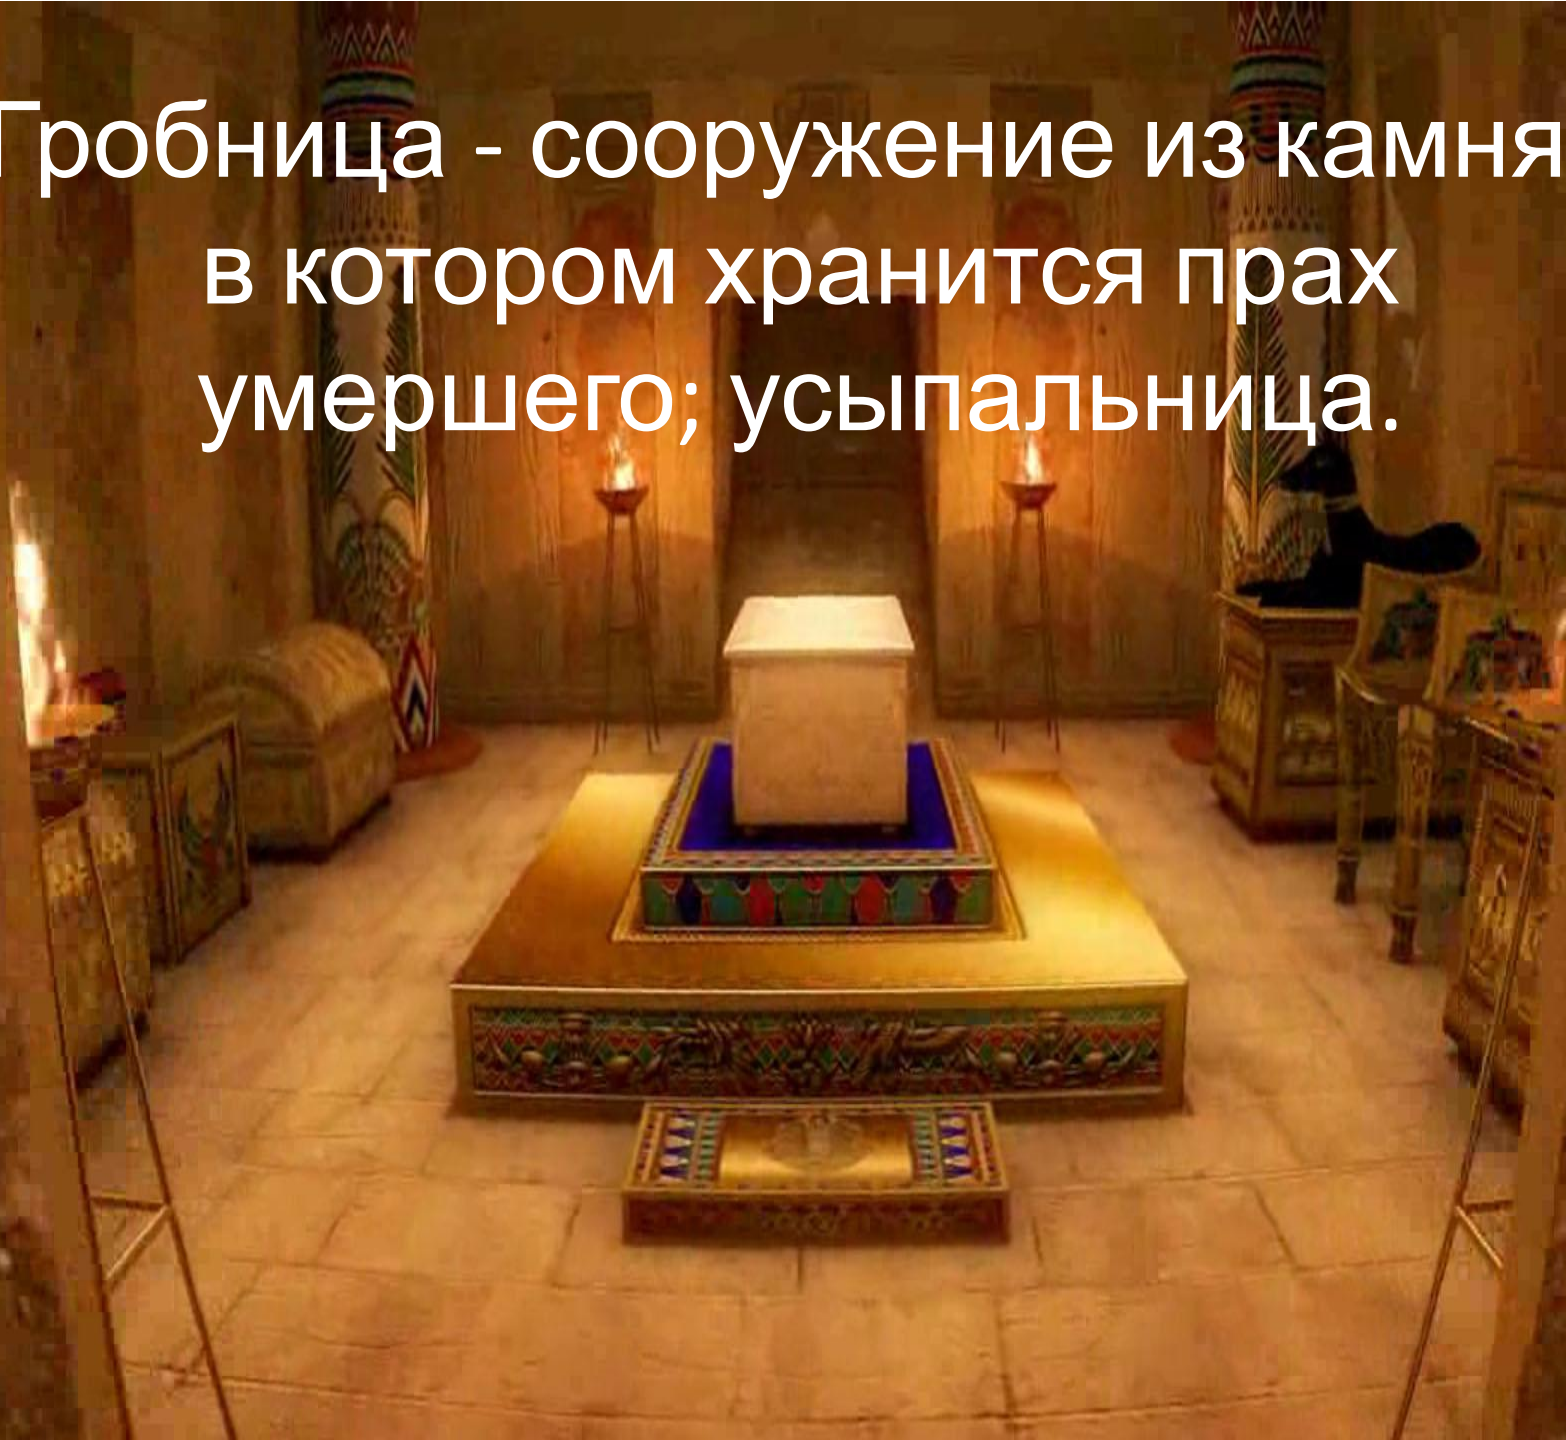 Гробница - сооружение из камня
в котором хранится прах
умершего; усыпальница.